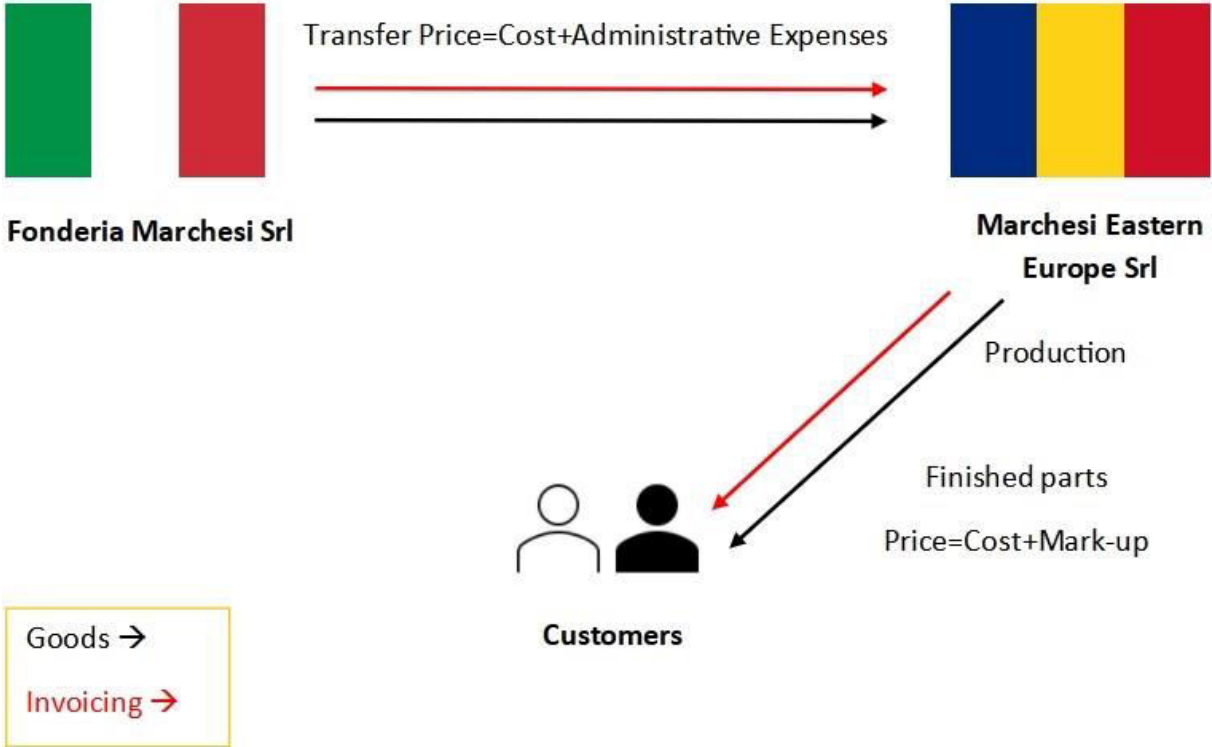 Transfer Price=Cost+Administrative Expenses
Fonderia Marchesi Srl
Marchesi Eastern
Europe Srl
Production
Finished parts
Price=Cost+Mark-up
Customers
Goods →
Invoicing →